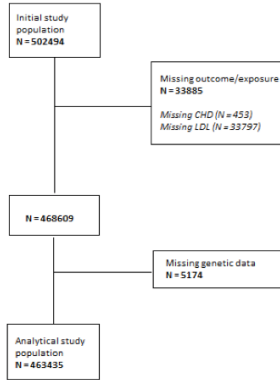 Initial study
population
N = 502494
Missing outcome/exposure
N = 33885
Missing CHD (N = 453)
Missing LDL (N = 33797)
N = 468609
Missing genetic data
N = 5174
Analytical study
population
N = 463435